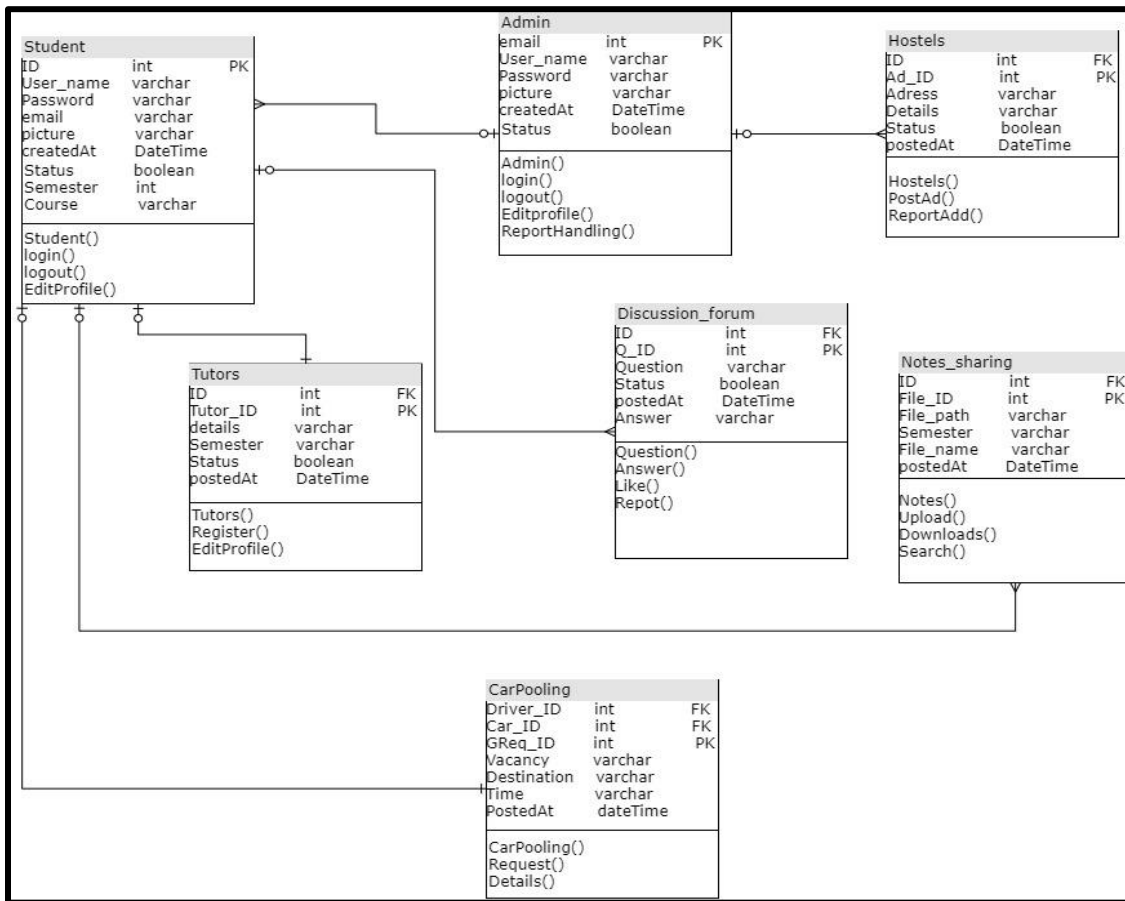 Student
ID int PK
User_name varchar
Password varchar
email varchar
picture varchar
createdAt DateTime
Status boolean
Semester int
Course varchar
Student()
login()
logout()
EditProfile()
Admin
email int PK
User_name varchar
Password varchar
picture varchar
createdAt DateTime
Status boolean
Admin()
login()
logout()
Editprofile()
ReportHandling()
Hostels
ID int FK
Ad_ID int PK
Adress varchar
Details varchar
Status boolean
postedAt DateTime
Hostels()
PostAd()
ReportAdd()
Tutors
ID int FK
Tutor_ID int PK
details varchar
Semester varchar
Status boolean
postedAt DateTime
Tutors()
Register()
EditProfile()
Discussion_forum
ID int FK
Q_ID int PK
Question varchar
Status boolean
postedAt DateTime
Answer varchar
Question()
Answer()
Like()
Repot()
Notes_sharing
ID int FK
File_ID int PK
File_path varchar
Semester varchar
File_name varchar
postedAt DateTime
Notes()
Upload()
Downloads()
Search()
CarPooling
Driver_ID int FK
Car_ID int FK
GReq_ID int PK
Vacancy varchar
Destination varchar
Time varchar
PostedAt dateTime
CarPooling()
Request()
Details()